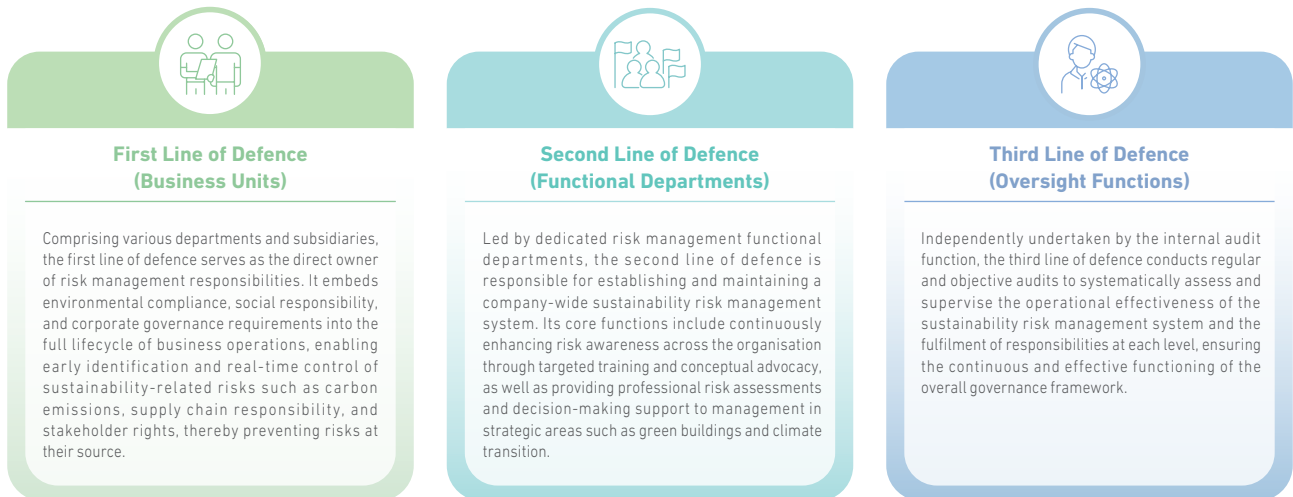 First Line of Defence
(Business Units)
Comprising various departments and subsidiaries,
the first line of defence serves as the direct owner
of risk management responsibilities. It embeds
environmental compliance, social responsibility,
and corporate governance requirements into the
full lifecycle of business operations, enabling
early identification and real-time control of
sustainability-related risks such as carbon
emissions, supply chain responsibility, and
stakeholder rights, thereby preventing risks at
their source.
Second Line of Defence
(Functional Departments)
Led by dedicated risk management functional
departments, the second line of defence is
responsible for establishing and maintaining a
company-wide sustainability risk management
system. Its core functions include continuously
enhancing risk awareness across the organisation
through targeted training and conceptual advocacy,
as well as providing professional risk assessments
and decision-making support to management in
strategic areas such as green buildings and climate
transition.
Third Line of Defence
(Oversight Functions)
Independently undertaken by the internal audit
function, the third line of defence conducts regular
and objective audits to systematically assess and
supervise the operational effectiveness of the
sustainability risk management system and the
fulfilment of responsibilities at each level, ensuring
the continuous and effective functioning of the
overall governance framework.